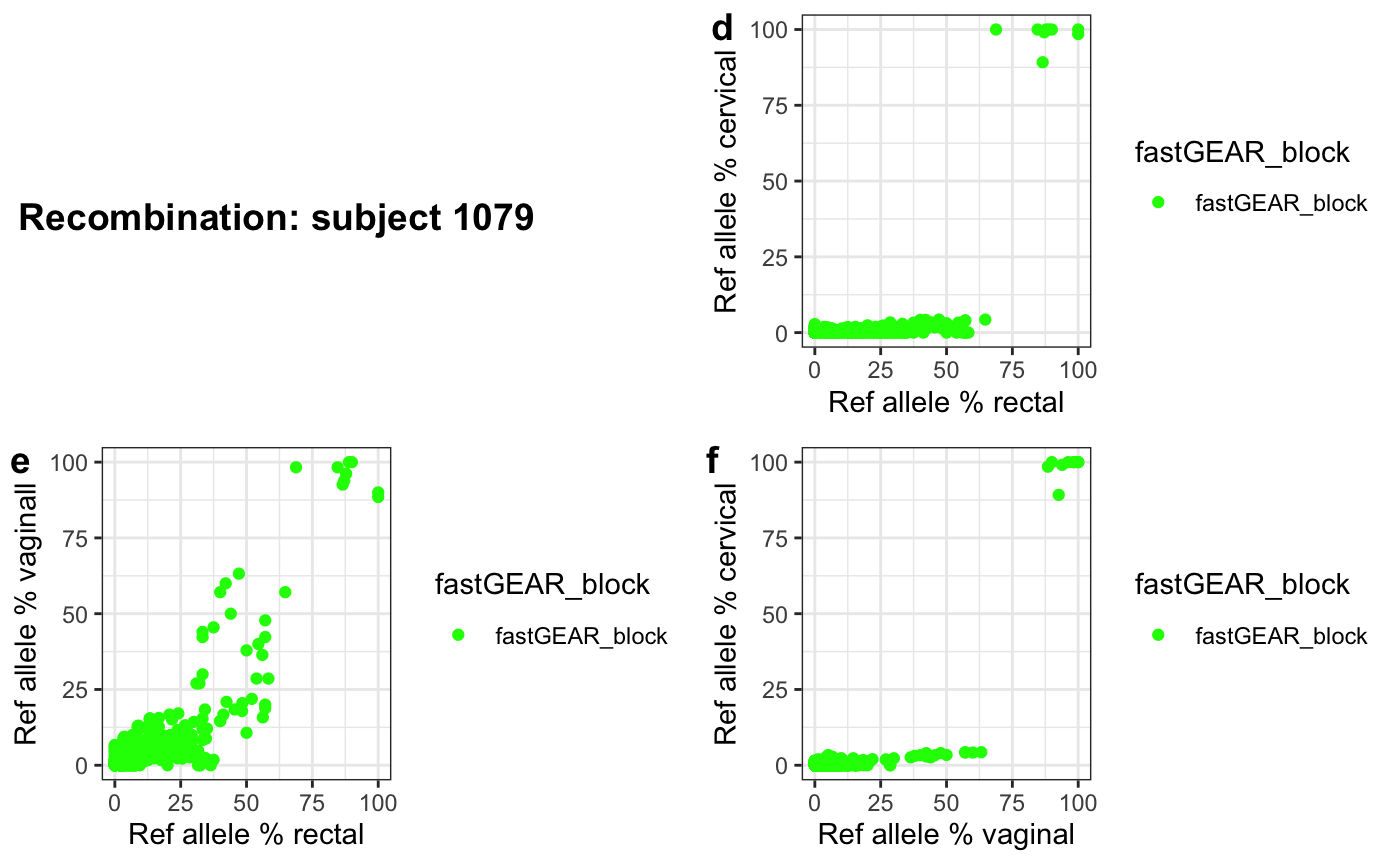 Recombination: subject 1079
d
Ref allele % cervical
100
75
50
25
0
0 25 50 75 100
Ref allele % rectal
fastGEAR_block
fastGEAR_block
e
Ref allele % vaginall
100
75
50
25
0
0 25 50 75 100
Ref allele % rectal
fastGEAR_block
fastGEAR_block
f
Ref allele % cervical
100
75
50
25
0
0 25 50 75 100
Ref allele % vaginal
fastGEAR_block
fastGEAR_block